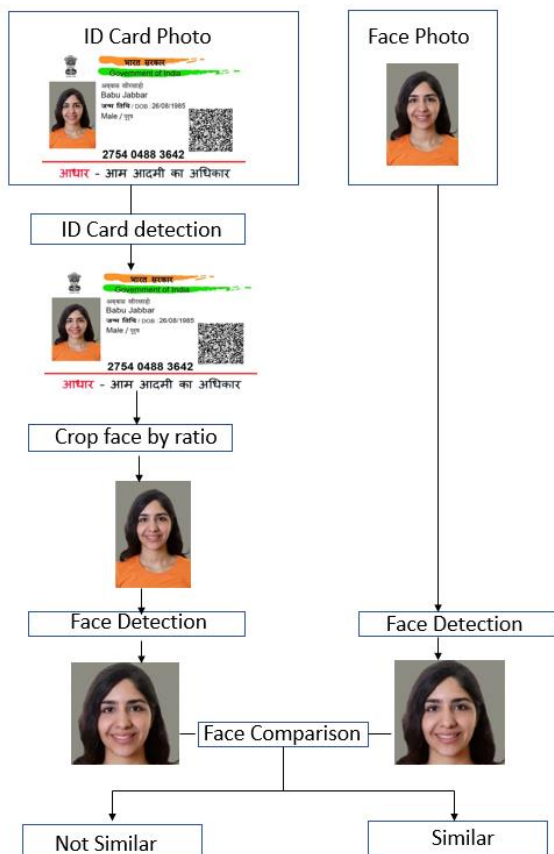 ID Card Photo
Face Photo
भारत सरकार
Government of India
Babu Jabbar
जन्म तिथि / DOB :26/08/1985
Male / पुरुष
2754 0488 3642
आधार - आम आदमी का अधिकार
ID Card detection
भारत सरकार
Government of India
Babu Jabbar
जन्म तिथि / DOB :26/08/1985
Male / पुरुष
2754 0488 3642
आधार - आम आदमी का अधिकार
Crop face by ratio
Face Detection
Face Detection
Face Comparison
Not Similar
Similar